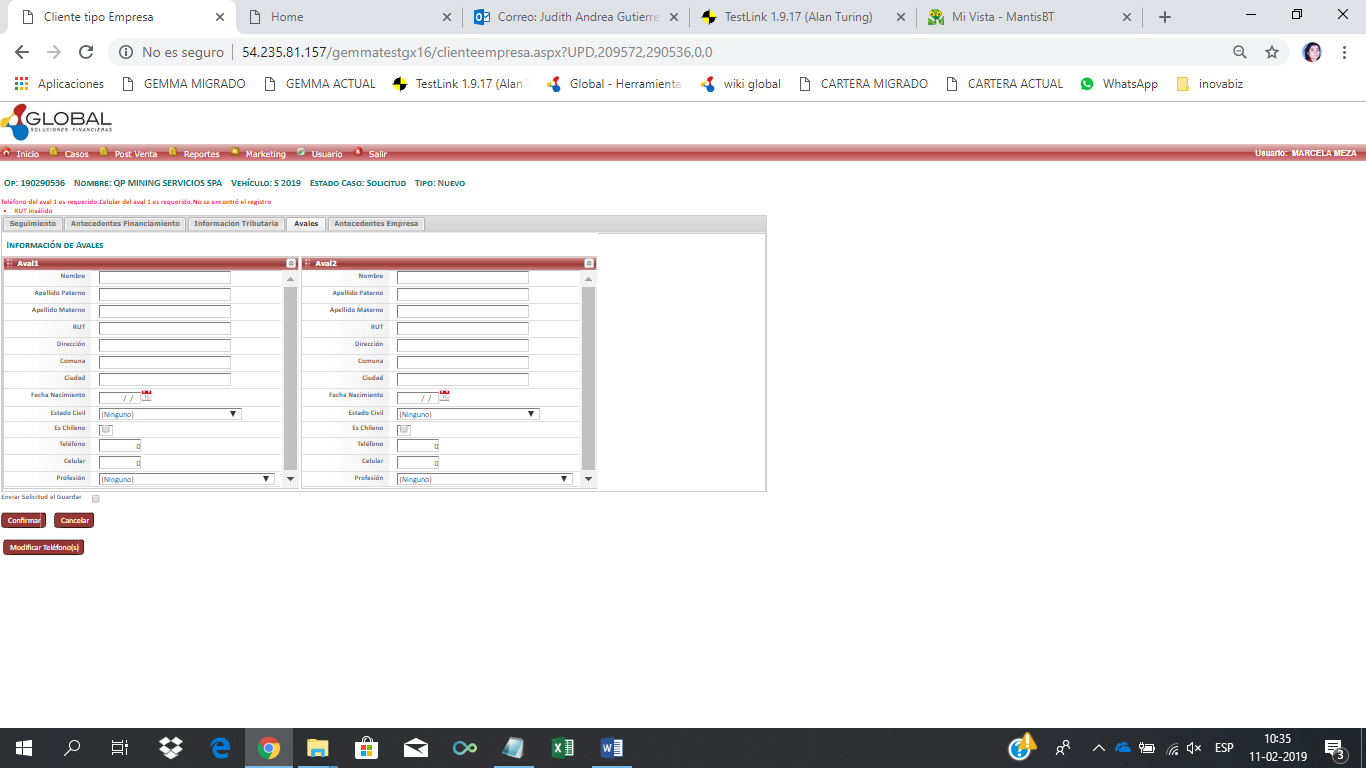 Cliente tipo Empresa
Home
Correo: Judith Andrea Gutierre
TestLink 1.9.17 (Alan Turing)
Mi Vista - MantisBT
No es seguro
54.235.81.157/gemmatestgx16/clienteempresa.aspx?UPD,209572,290536,0,0
Aplicaciones
GEMMA MIGRADO
GEMMA ACTUAL
TestLink 1.9.17 (Alan
Global - Herramienta
wiki global
CARTERA MIGRADO
CARTERA ACTUAL
WhatsApp
inovabiz
GLOBAL
SOLUCIONES FINANCIERAS
Inicio Casos Post Venta Reportes Marketing Usuario Salir
Usuario: MARCELA MEZA
Op: 190290536 Nombre: QP MINING SERVICIOS SPA Vehículo: S 2019 Estado Caso: Solicitud Tipo: Nuevo
Teléfono del aval 1 es requerido.Celular del aval 1 es requerido.No se encontró el registro
• RUT inválido
Seguimiento Antecedentes Financiamiento Informacion Tributaria Avales Antecedentes Empresa
Información de Avales
Aval1
Nombre
Apellido Paterno
Apellido Materno
RUT
Dirección
Comuna
Ciudad
Fecha Nacimiento / /
Estado Civil (Ninguno)
Es Chileno
Teléfono 0
Celular 0
Profesión (Ninguno)
Aval2
Nombre
Apellido Paterno
Apellido Materno
RUT
Dirección
Comuna
Ciudad
Fecha Nacimiento / /
Estado Civil (Ninguno)
Es Chileno
Teléfono 0
Celular 0
Profesión (Ninguno)
Enviar Solicitud al Guardar
Confirmar Cancelar
Modificar Teléfono(s)
ESP
10:35
11-02-2019
3